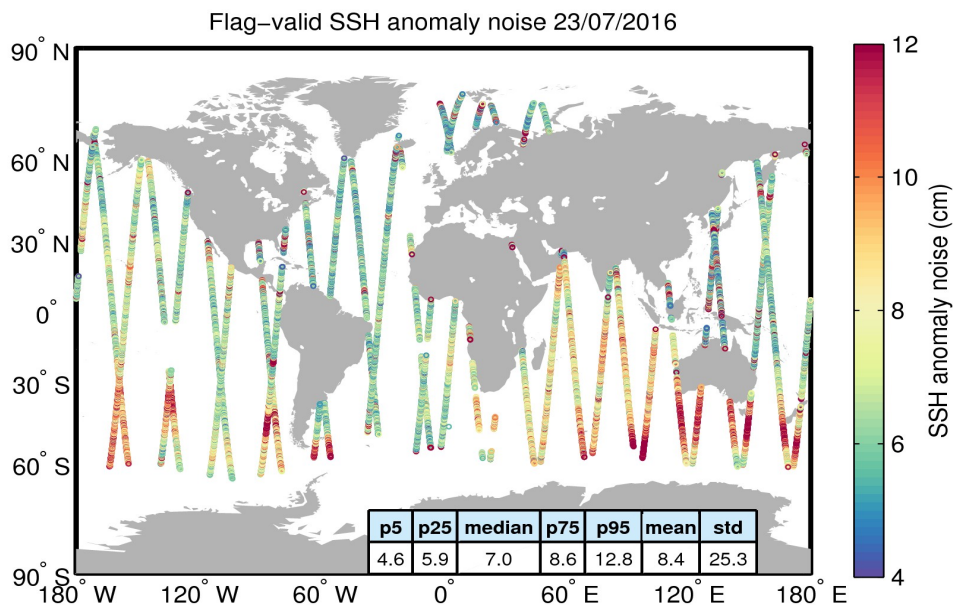 Flag−valid SSH anomaly noise 23/07/2016
90° N
60° N
30° N
0°
30° S
60° S
90° S
180° W
120° W
60° W
0°
60° E
120° E
180° E
p5 p25 median p75 p95 mean std
4.6 5.9 7.0 8.6 12.8 8.4 25.3
12
10
8
6
4
SSH anomaly noise (cm)